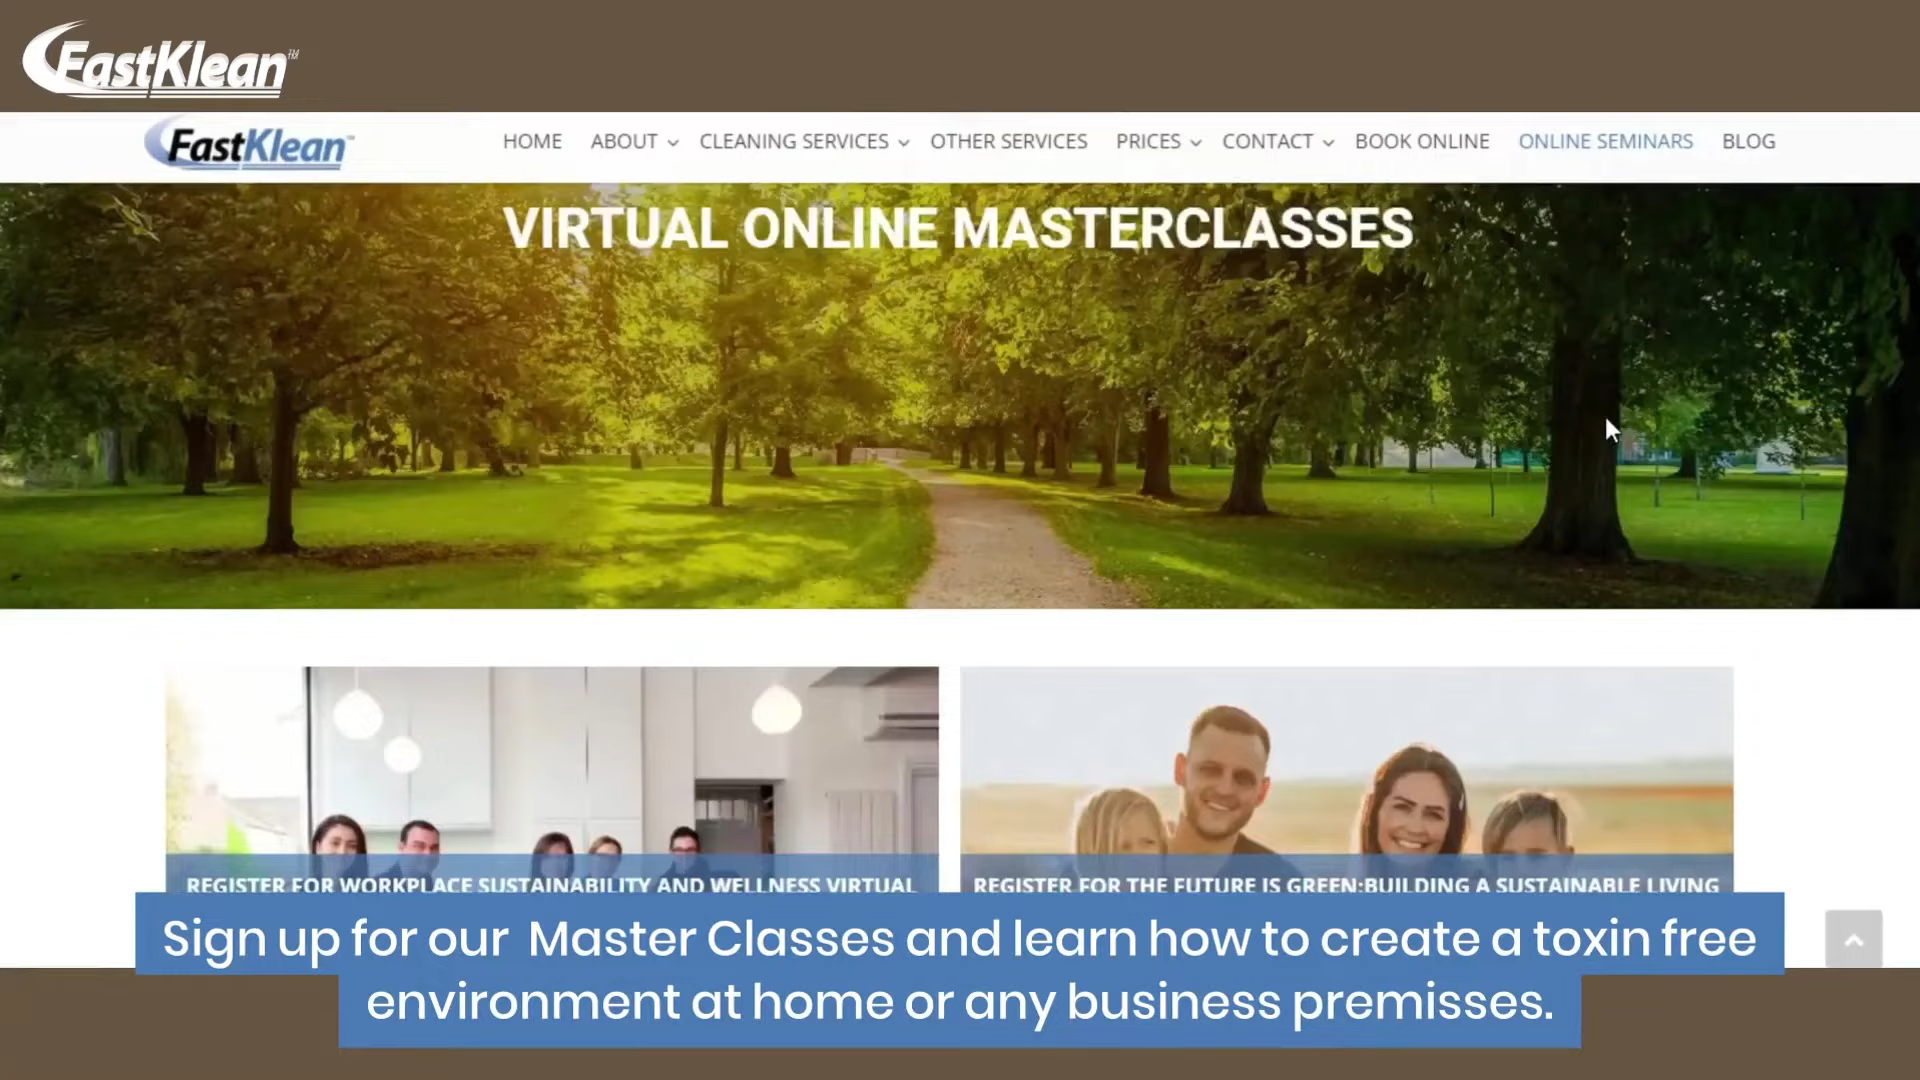 FastKlean™
FastKlean™
HOME ABOUT CLEANING SERVICES OTHER SERVICES PRICES CONTACT BOOK ONLINE ONLINE SEMINARS BLOG
VIRTUAL ONLINE MASTERCLASSES
REGISTER FOR WORKPLACE SUSTAINABILITY AND WELLNESS VIRTUAL
REGISTER FOR THE FUTURE IS GREEN:BUILDING A SUSTAINABLE LIVING
Sign up for our Master Classes and learn how to create a toxin free
environment at home or any business premisses.